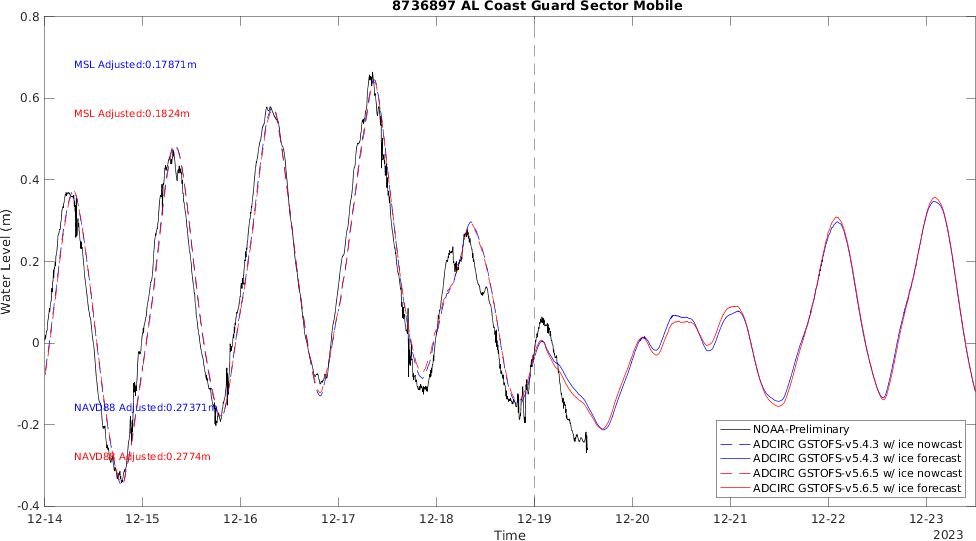 8736897 AL Coast Guard Sector Mobile
0.8
MSL Adjusted:0.17871m
0.6
MSL Adjusted:0.1824m
0.4
0.2
Water Level (m)
0
NAVD88 Adjusted:0.27371m
-0.2
NAVD88 Adjusted:0.2774m
-0.4
NOAA-Preliminary
ADCIRC GSTOFS-v5.4.3 w/ ice nowcast
ADCIRC GSTOFS-v5.4.3 w/ ice forecast
ADCIRC GSTOFS-v5.6.5 w/ ice nowcast
ADCIRC GSTOFS-v5.6.5 w/ ice forecast
12-14 12-15 12-16 12-17 12-18 12-19 12-20 12-21 12-22 12-23
Time
2023